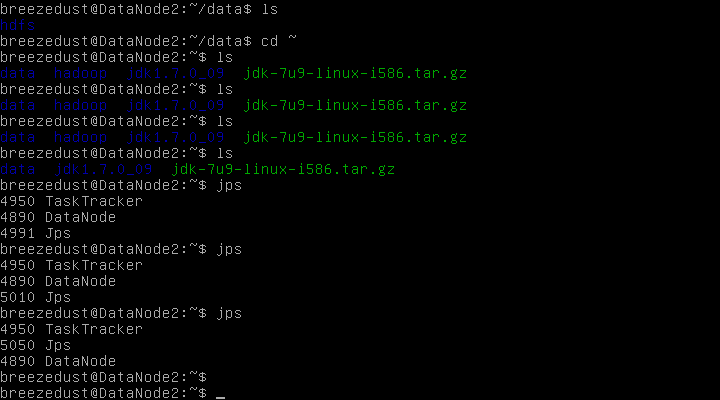 breezedust@DataNode2:~/data$ ls
hdfs
breezedust@DataNode2:~/data$ cd ~
breezedust@DataNode2:~$ ls
data  hadoop  jdk1.7.0_09  jdk-7u9-linux-i586.tar.gz
breezedust@DataNode2:~$ ls
data  hadoop  jdk1.7.0_09  jdk-7u9-linux-i586.tar.gz
breezedust@DataNode2:~$ ls
data  hadoop  jdk1.7.0_09  jdk-7u9-linux-i586.tar.gz
breezedust@DataNode2:~$ ls
data  jdk1.7.0_09  jdk-7u9-linux-i586.tar.gz
breezedust@DataNode2:~$ jps
4950 TaskTracker
4890 DataNode
4991 Jps
breezedust@DataNode2:~$ jps
4950 TaskTracker
4890 DataNode
5010 Jps
breezedust@DataNode2:~$ jps
4950 TaskTracker
5050 Jps
4890 DataNode
breezedust@DataNode2:~$
breezedust@DataNode2:~$ _